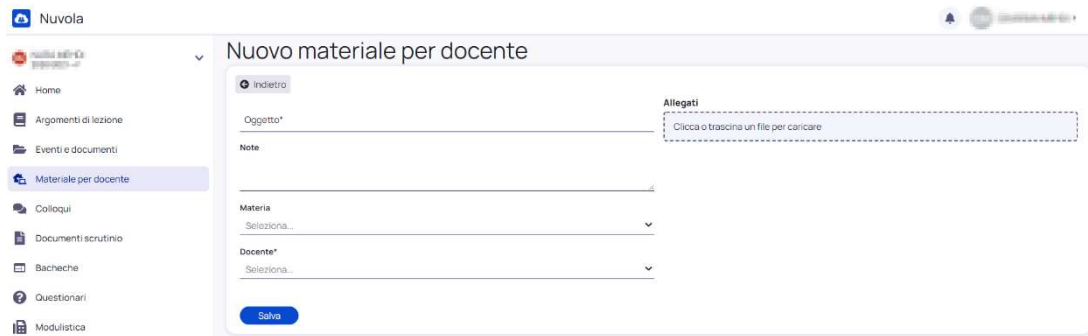 Nuvola
Nuovo materiale per docente
Home
Argomenti di lezione
Eventi e documenti
Materiale per docente
Colloqui
Documenti scrutinio
Bacheche
Questionari
Modulistica
Indietro
Oggetto*
Note
Materia
Seleziona...
Docente*
Seleziona...
Salva
Allegati
Clicca o trascina un file per caricare